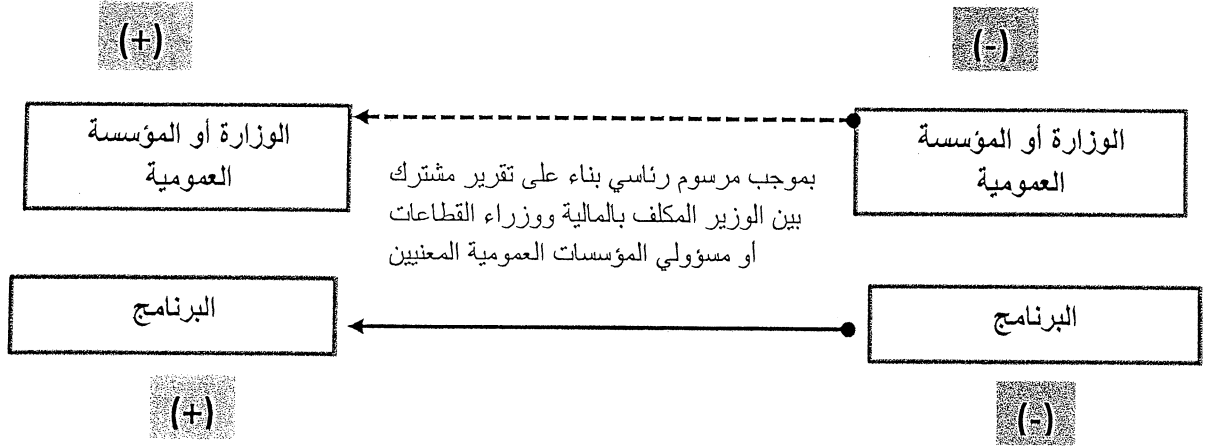 (-)
(+)
الوزارة أو المؤسسة
العمومية
الوزارة أو المؤسسة
العمومية
بموجب مرسوم رئاسي بناء على تقرير مشترك
بين الوزير المكلف بالمالية ووزراء القطاعات
أو مسؤولي المؤسسات العمومية المعنيين
البرنامج
البرنامج
(-)
(+)